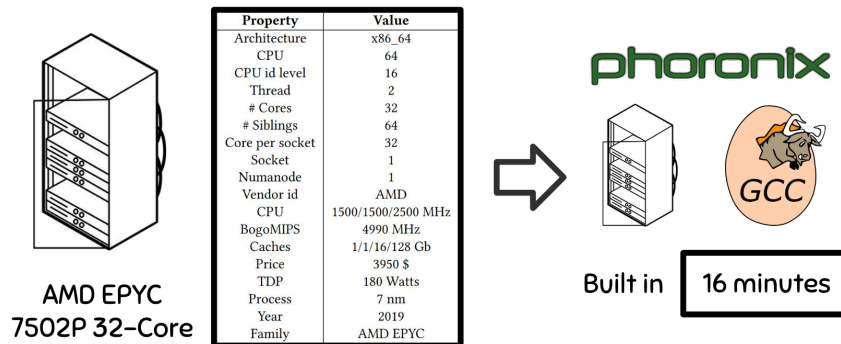 Property Value
Architecture x86_64
CPU 64
CPU id level 16
Thread 2
# Cores 32
# Siblings 64
Core per socket 32
Socket 1
Numanode 1
Vendor id AMD
CPU 1500/1500/2500 MHz
BogoMIPS 4990 MHz
Caches 1/1/16/128 Gb
Price 3950 $
TDP 180 Watts
Process 7 nm
Year 2019
Family AMD EPYC
AMD EPYC
7502P 32-Core
phoronix
GCC
Built in 16 minutes